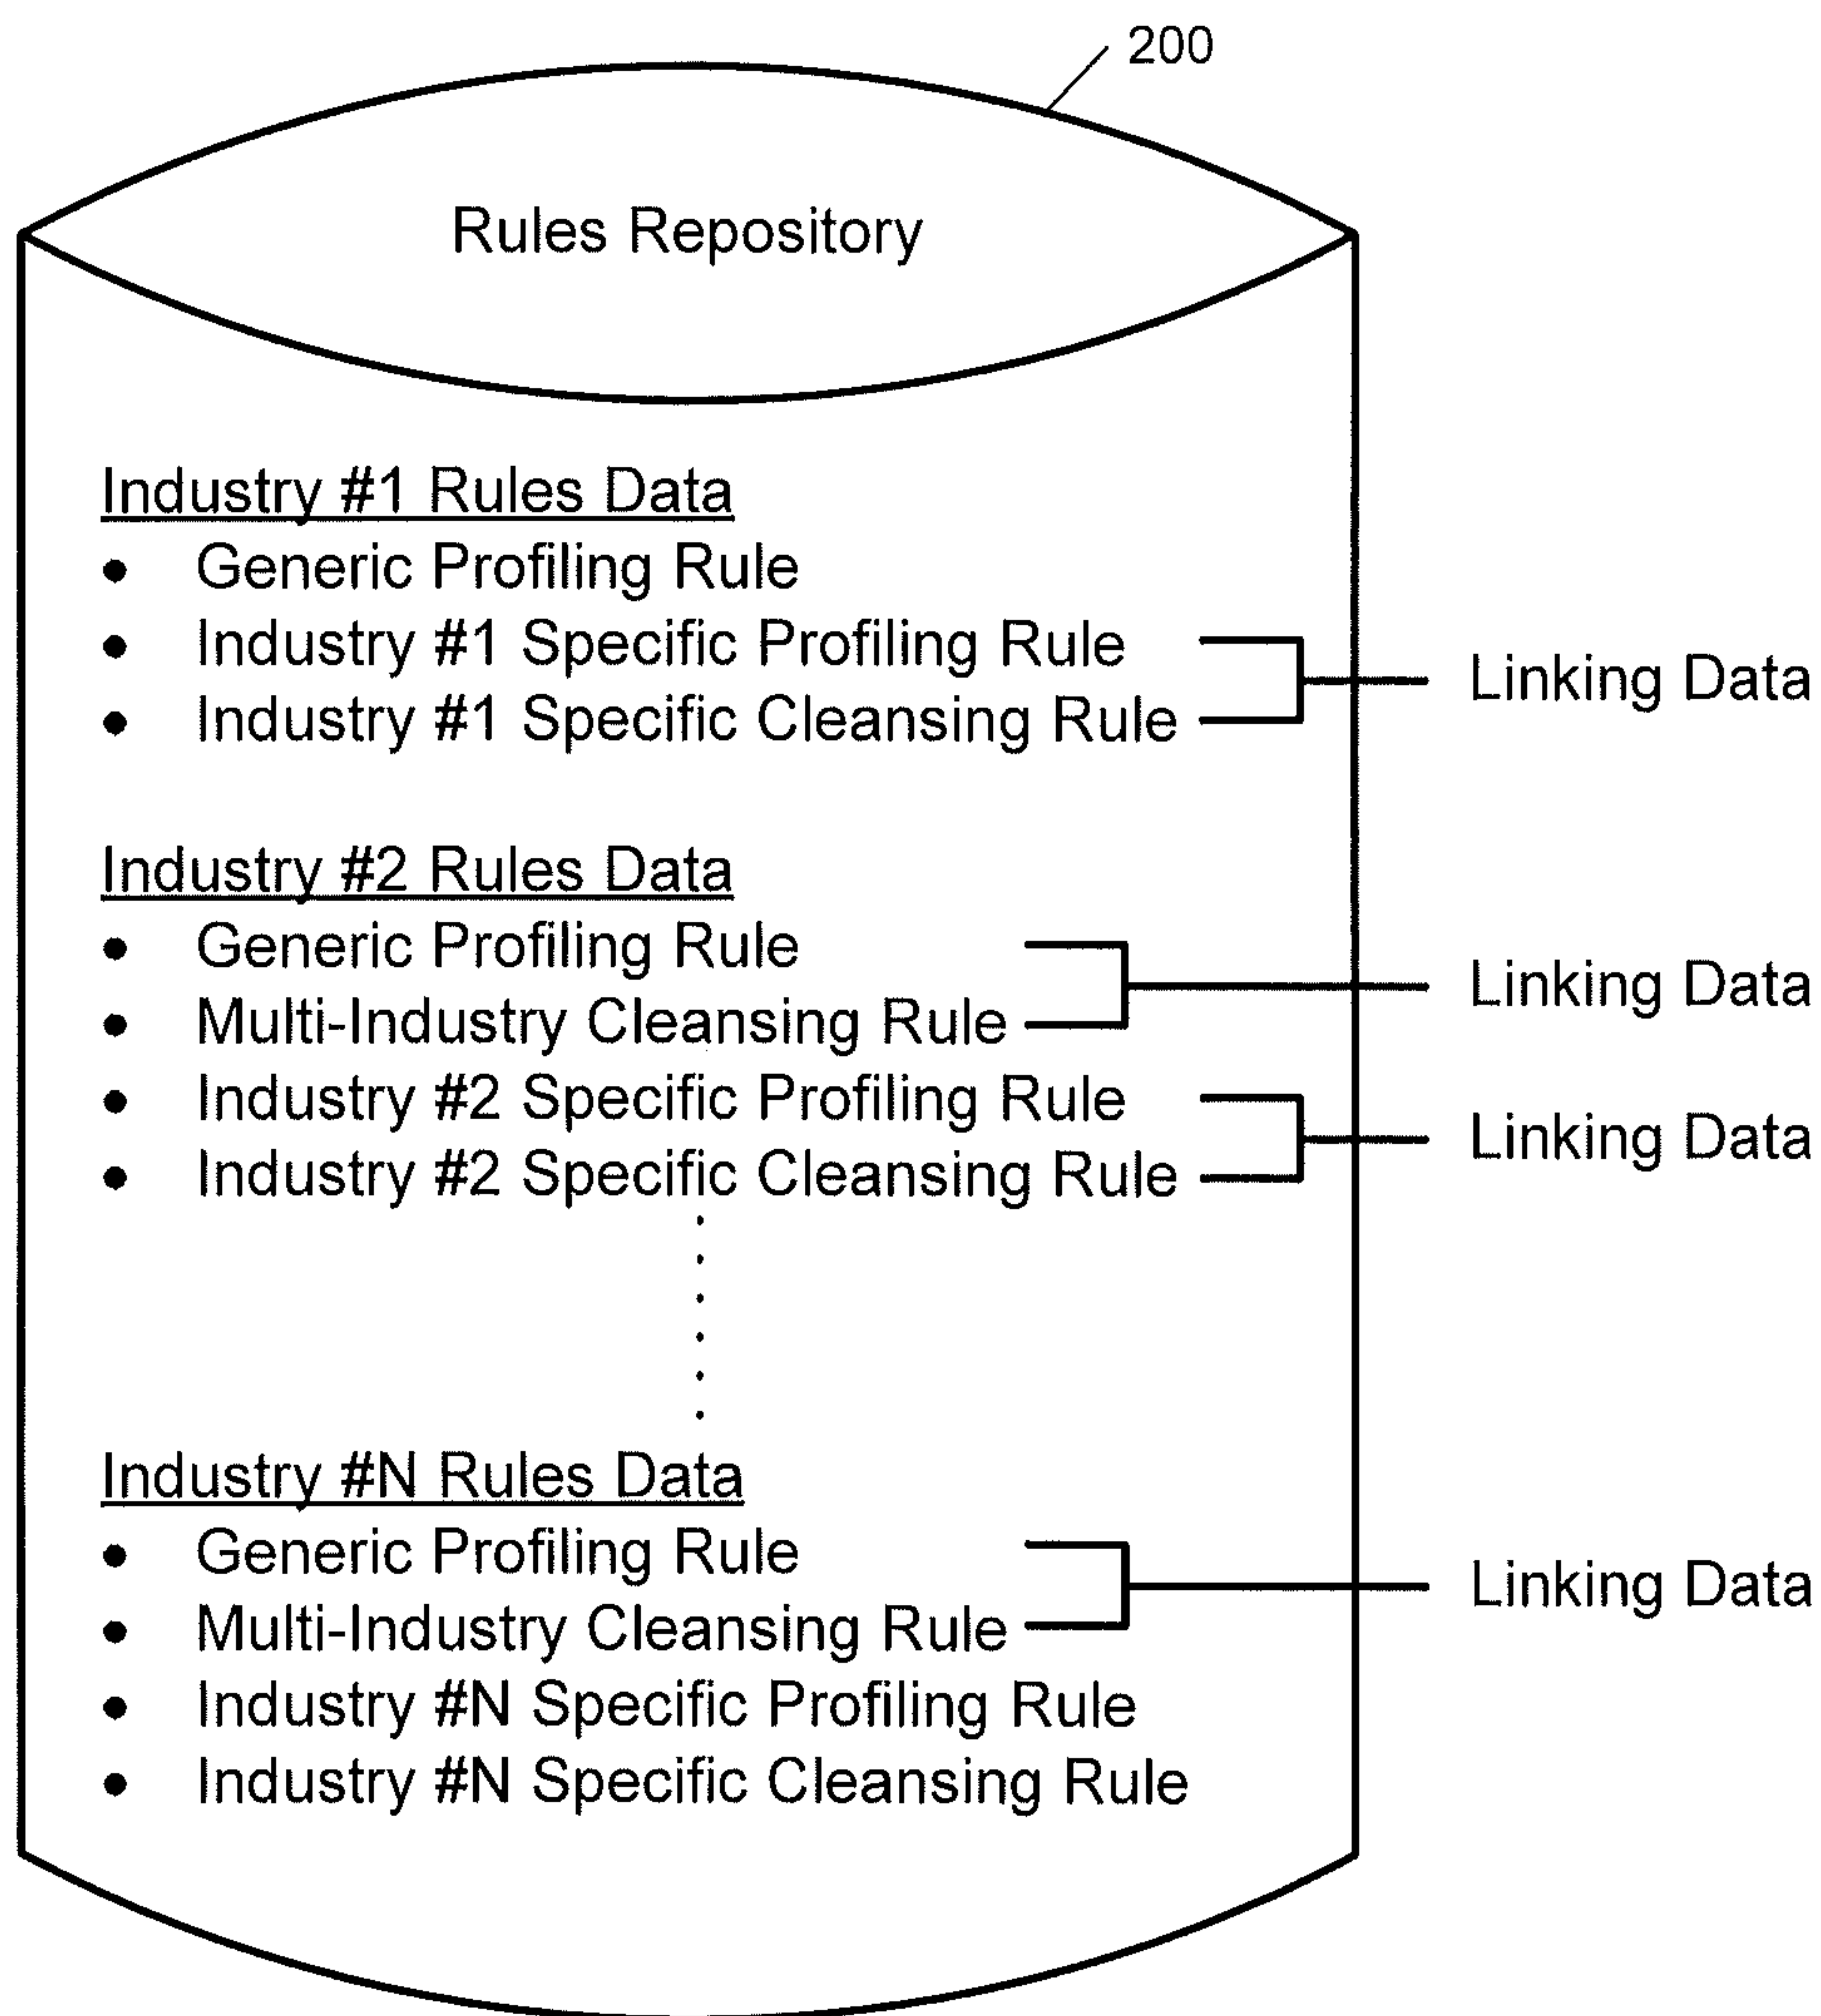 200
Rules Repository
Industry #1 Rules Data
• Generic Profiling Rule
• Industry #1 Specific Profiling Rule
• Industry #1 Specific Cleansing Rule
Linking Data
Industry #2 Rules Data
• Generic Profiling Rule
• Multi-Industry Cleansing Rule
Linking Data
• Industry #2 Specific Profiling Rule
• Industry #2 Specific Cleansing Rule
Linking Data
Industry #N Rules Data
• Generic Profiling Rule
• Multi-Industry Cleansing Rule
Linking Data
• Industry #N Specific Profiling Rule
• Industry #N Specific Cleansing Rule